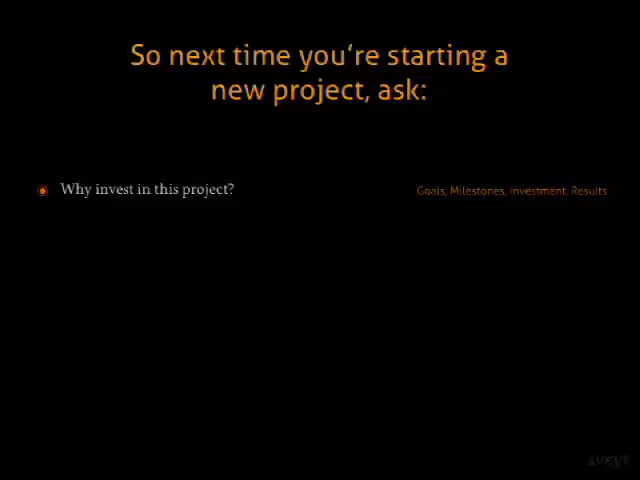 So next time you're starting a
new project, ask:
Why invest in this project?
Goals, Milestones, Investment, Results